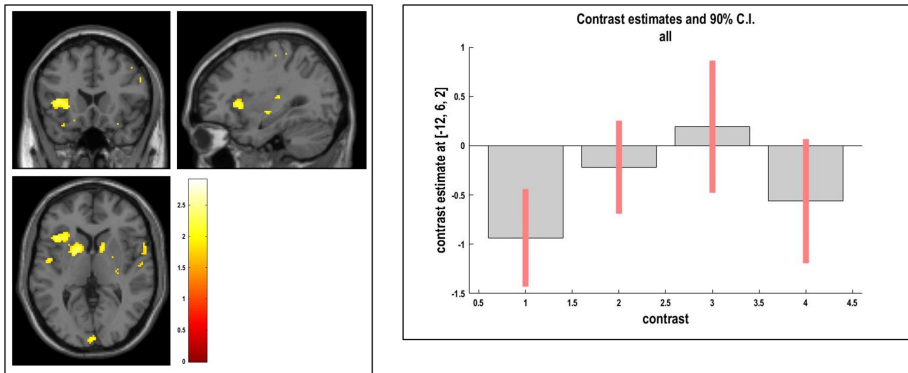 2.5
2
1.5
1
0.5
0
Contrast estimates and 90% C.I.
all
contrast estimate at [-12, 6, 2]
1
0.5
0
-0.5
-1
-1.5
0.5 1 1.5 2 2.5 3 3.5 4 4.5
contrast